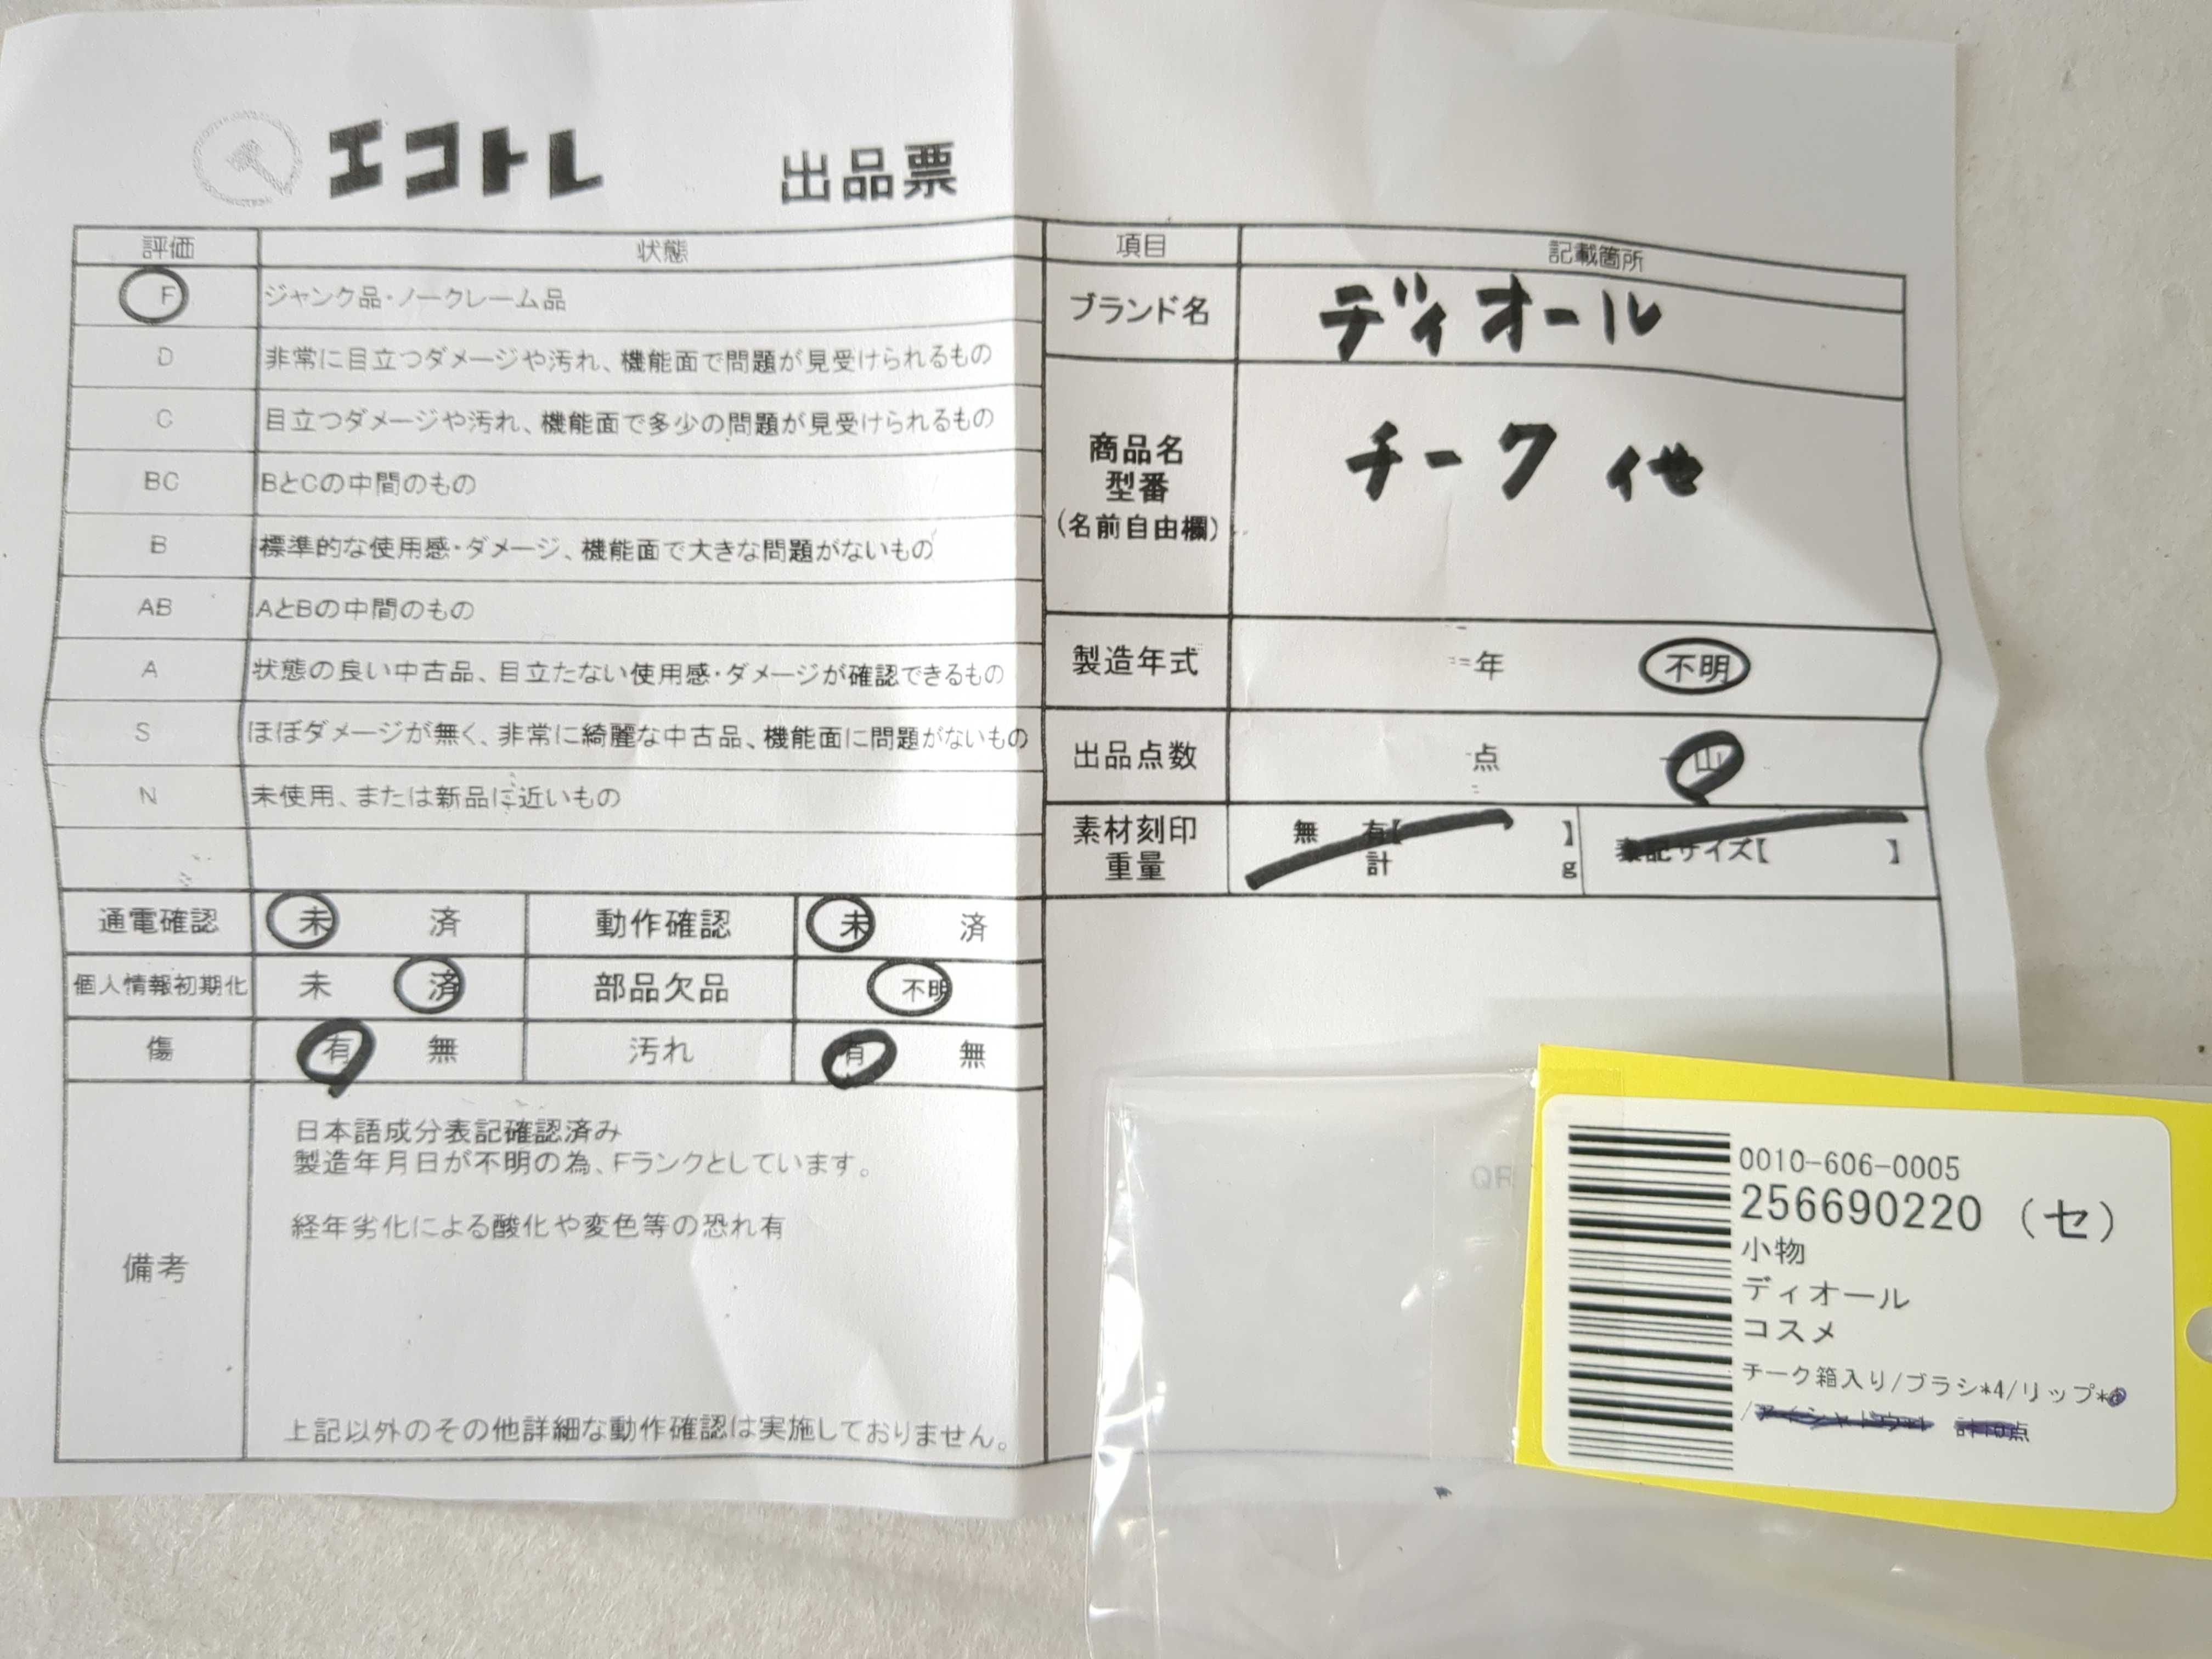 エコトレ 出品票
評価 状態
F ジャンク品・ノークレーム品
D 非常に目立つダメージや汚れ、機能面で問題が見受けられるもの
C 目立つダメージや汚れ、機能面で多少の問題が見受けられるもの
BC BとCの中間のもの
B 標準的な使用感・ダメージ、機能面で大きな問題がないもの
AB AとBの中間のもの
A 状態の良い中古品、目立たない使用感・ダメージが確認できるもの
S ほぼダメージが無く、非常に綺麗な中古品、機能面に問題がないもの
N 未使用、または新品に近いもの
通電確認 未 済 動作確認 未 済
個人情報初期化 未 済 部品欠品 不明
傷 有 無 汚れ 有 無
備考
日本語成分表記確認済み
製造年月日が不明の為、Fランクとしています。
経年劣化による酸化や変色等の恐れ有
上記以外のその他詳細な動作確認は実施しておりません。
項目 記載箇所
ブランド名 ディオール
商品名
型番
(名前自由欄)
チーク 他
製造年式 年 不明
出品点数 点 一山
素材刻印
重量
無 有【 】
計 g
表記サイズ【 】
0010-606-0005
256690220 (セ)
小物
ディオール
コスメ
チーク箱入り/ブラシ*4/リップ*
/アイシャドウ*1 計10点